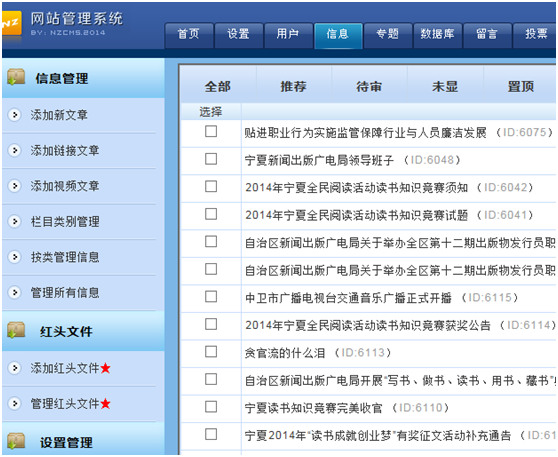 NZ
网站管理系统
BY: NZCMS.2014
首页 设置 用户 信息 专题 数据库 留言 投票
信息管理
添加新文章
添加链接文章
添加视频文章
栏目类别管理
按类管理信息
管理所有信息
红头文件
添加红头文件★
管理红头文件★
设置管理
全部 推荐 待审 未显 置顶
选择
贴进职业行为实施监管保障行业与人员廉洁发展 （ID:6075）
宁夏新闻出版广电局领导班子 （ID:6048）
2014年宁夏全民阅读活动读书知识竞赛须知 （ID:6042）
2014年宁夏全民阅读活动读书知识竞赛试题 （ID:6041）
自治区新闻出版广电局关于举办全区第十二期出版物发行员职
自治区新闻出版广电局关于举办全区第十二期出版物发行员职
中卫市广播电视台交通音乐广播正式开播 （ID:6115）
2014年宁夏全民阅读活动读书知识竞赛获奖公告 （ID:6114）
贪官流的什么泪 （ID:6113）
自治区新闻出版广电局开展“写书、做书、读书、用书、藏书”
宁夏读书知识竞赛完美收官 （ID:6110）
宁夏2014年“读书成就创业梦”有奖征文活动补充通告 （ID:61